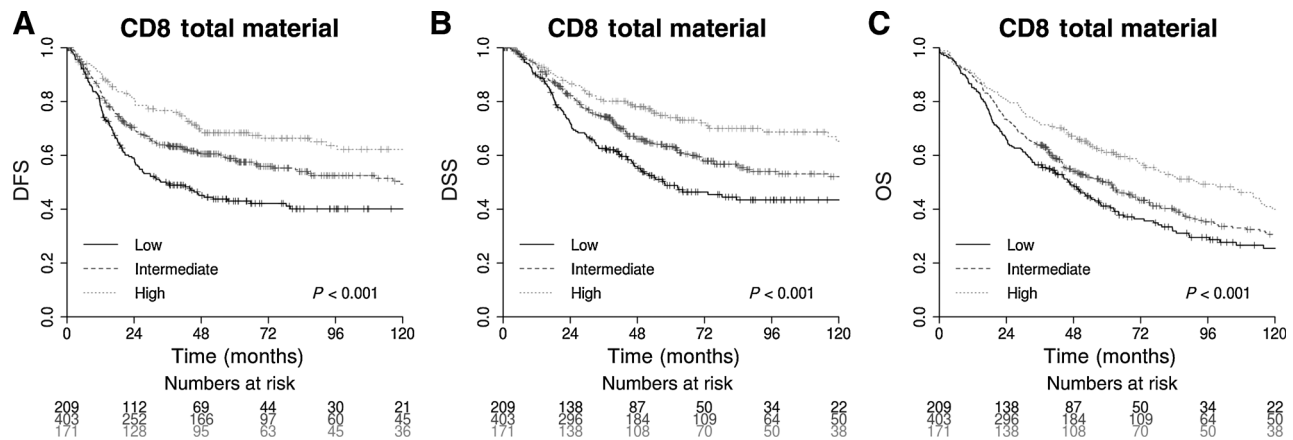 A
CD8 total material
DFS
1.0
0.8
0.6
0.4
0.2
0.0
Low
Intermediate
High
P < 0.001
0 24 48 72 96 120
Time (months)
Numbers at risk
209 112 69 44 30 21
403 252 166 97 60 45
171 128 95 63 45 36
B
CD8 total material
DSS
1.0
0.8
0.6
0.4
0.2
0.0
Low
Intermediate
High
P < 0.001
0 24 48 72 96 120
Time (months)
Numbers at risk
209 138 87 50 34 22
403 296 184 109 64 50
171 138 108 70 50 38
C
CD8 total material
OS
1.0
0.8
0.6
0.4
0.2
0.0
Low
Intermediate
High
P < 0.001
0 24 48 72 96 120
Time (months)
Numbers at risk
209 138 87 50 34 22
403 296 184 109 64 50
171 138 108 70 50 38